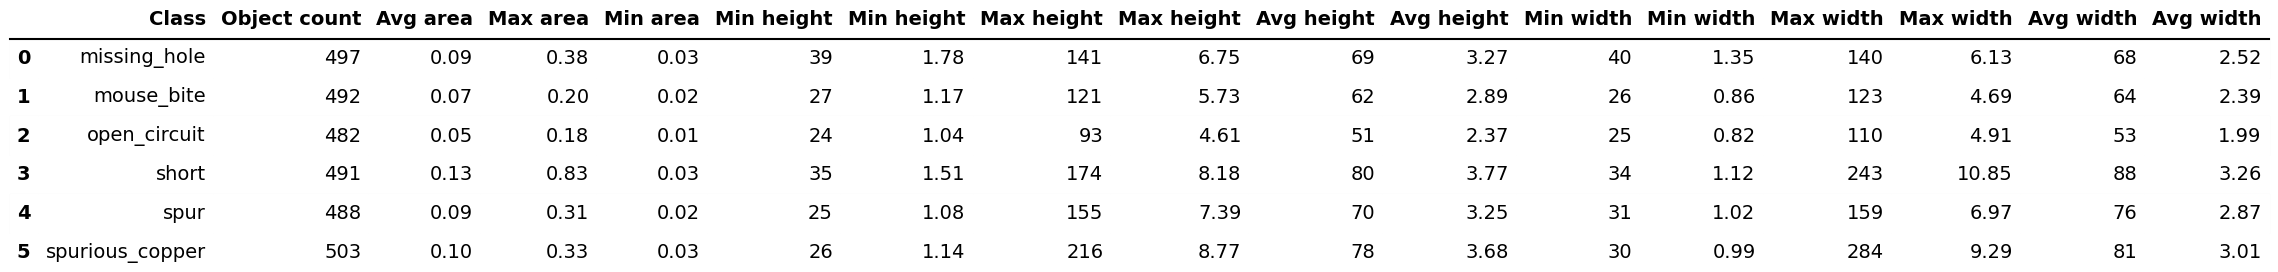 Class Object count Avg area Max area Min area Min height Min height Max height Max height Avg height Avg height Min width Min width Max width Max width Avg width Avg width
0 missing_hole 497 0.09 0.38 0.03 39 1.78 141 6.75 69 3.27 40 1.35 140 6.13 68 2.52
1 mouse_bite 492 0.07 0.20 0.02 27 1.17 121 5.73 62 2.89 26 0.86 123 4.69 64 2.39
2 open_circuit 482 0.05 0.18 0.01 24 1.04 93 4.61 51 2.37 25 0.82 110 4.91 53 1.99
3 short 491 0.13 0.83 0.03 35 1.51 174 8.18 80 3.77 34 1.12 243 10.85 88 3.26
4 spur 488 0.09 0.31 0.02 25 1.08 155 7.39 70 3.25 31 1.02 159 6.97 76 2.87
5 spurious_copper 503 0.10 0.33 0.03 26 1.14 216 8.77 78 3.68 30 0.99 284 9.29 81 3.01